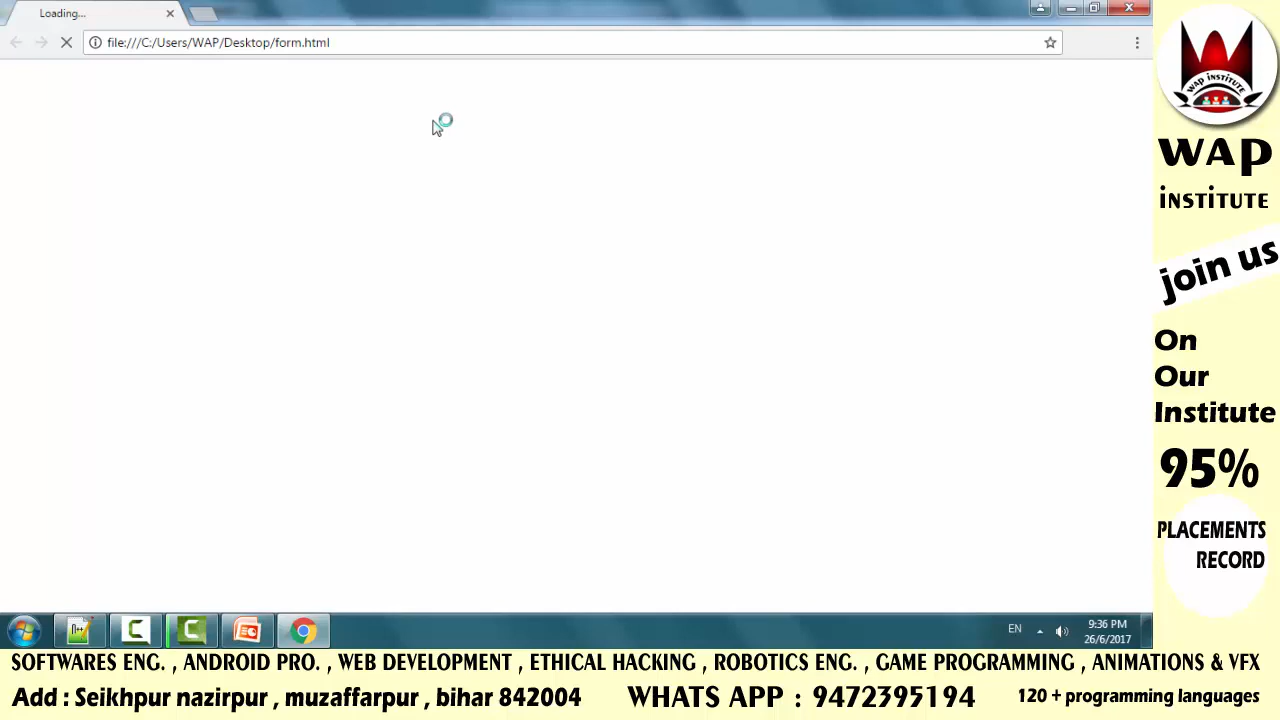 Loading...
file:///C:/Users/WAP/Desktop/form.html
wap institute
WAP
institute
join us
On
Our
Institute
95%
PLACEMENTS
RECORD
EN
9:36 PM
26/6/2017
SOFTWARES ENG. , ANDROID PRO. , WEB DEVELOPMENT , ETHICAL HACKING , ROBOTICS ENG. , GAME PROGRAMMING , ANIMATIONS & VFX
Add : Seikhpur nazirpur , muzaffarpur , bihar 842004 WHATS APP : 9472395194 120 + programming languages